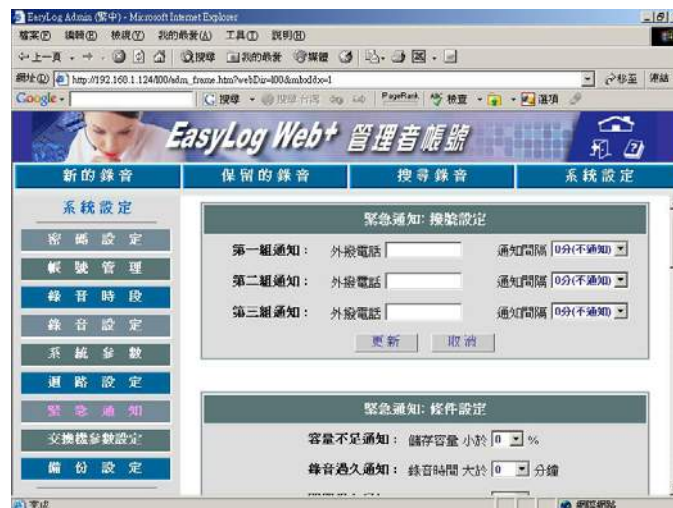 EasyLog Admin (繁中) - Microsoft Internet Explorer
檔案(F) 編輯(E) 檢視(V) 我的最愛(A) 工具(T) 說明(H)
上一頁 搜尋 我的最愛 媒體
網址(D) http://192.160.1.124/100/adm_frame.htm?webDir=100&mboxIdx=1 移至 連結
Google 搜尋 PageRank 檢查 選項
EasyLog Web+ 管理者帳號
新的錄音 保留的錄音 搜尋錄音 系統設定
系統設定
密碼設定
帳號管理
錄音時段
錄音設定
系統參數
迴路設定
緊急通知
交換機參數設定
備份設定
緊急通知: 撥號設定
第一組通知： 外撥電話 通知間隔 0分(不通知)
第二組通知： 外撥電話 通知間隔 0分(不通知)
第三組通知： 外撥電話 通知間隔 0分(不通知)
更新 取消
緊急通知: 條件設定
容量不足通知： 儲存容量 小於 0 %
錄音過久通知： 錄音時間 大於 0 分鐘
完成 網際網路